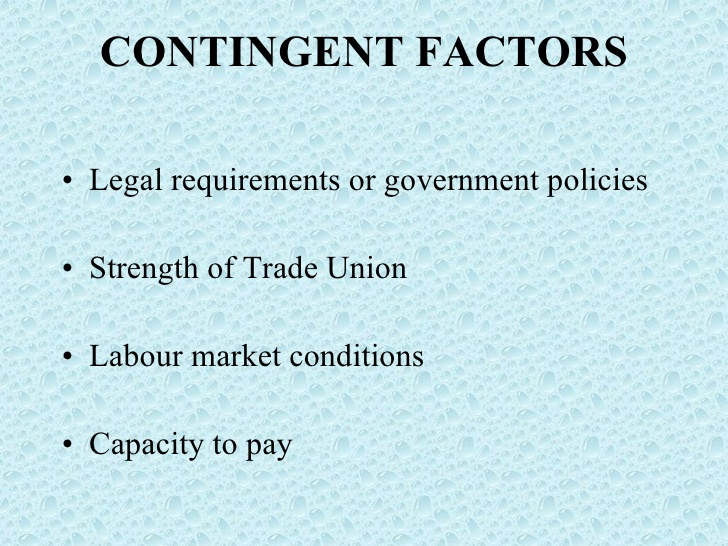 CONTINGENT FACTORS
• Legal requirements or government policies
• Strength of Trade Union
• Labour market conditions
• Capacity to pay